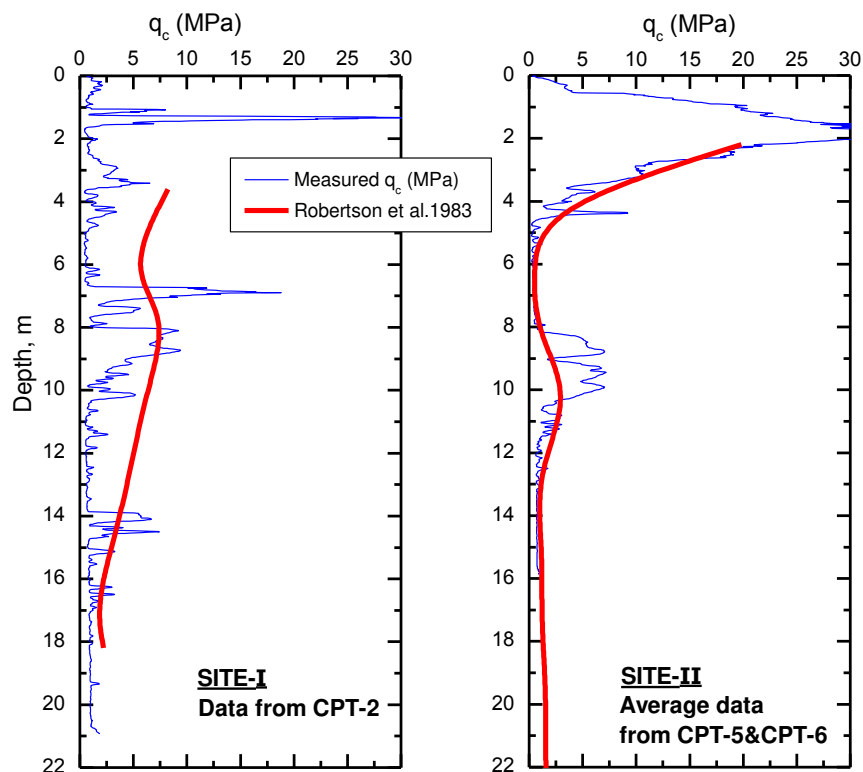 q_c (MPa)
0 5 10 15 20 25 30
0
2
4
6
8
10
12
14
16
18
20
22
Depth, m
Measured q_c (MPa)
Robertson et al.1983
SITE-I
Data from CPT-2
q_c (MPa)
0 5 10 15 20 25 30
0
2
4
6
8
10
12
14
16
18
20
22
SITE-II
Average data
from CPT-5&CPT-6